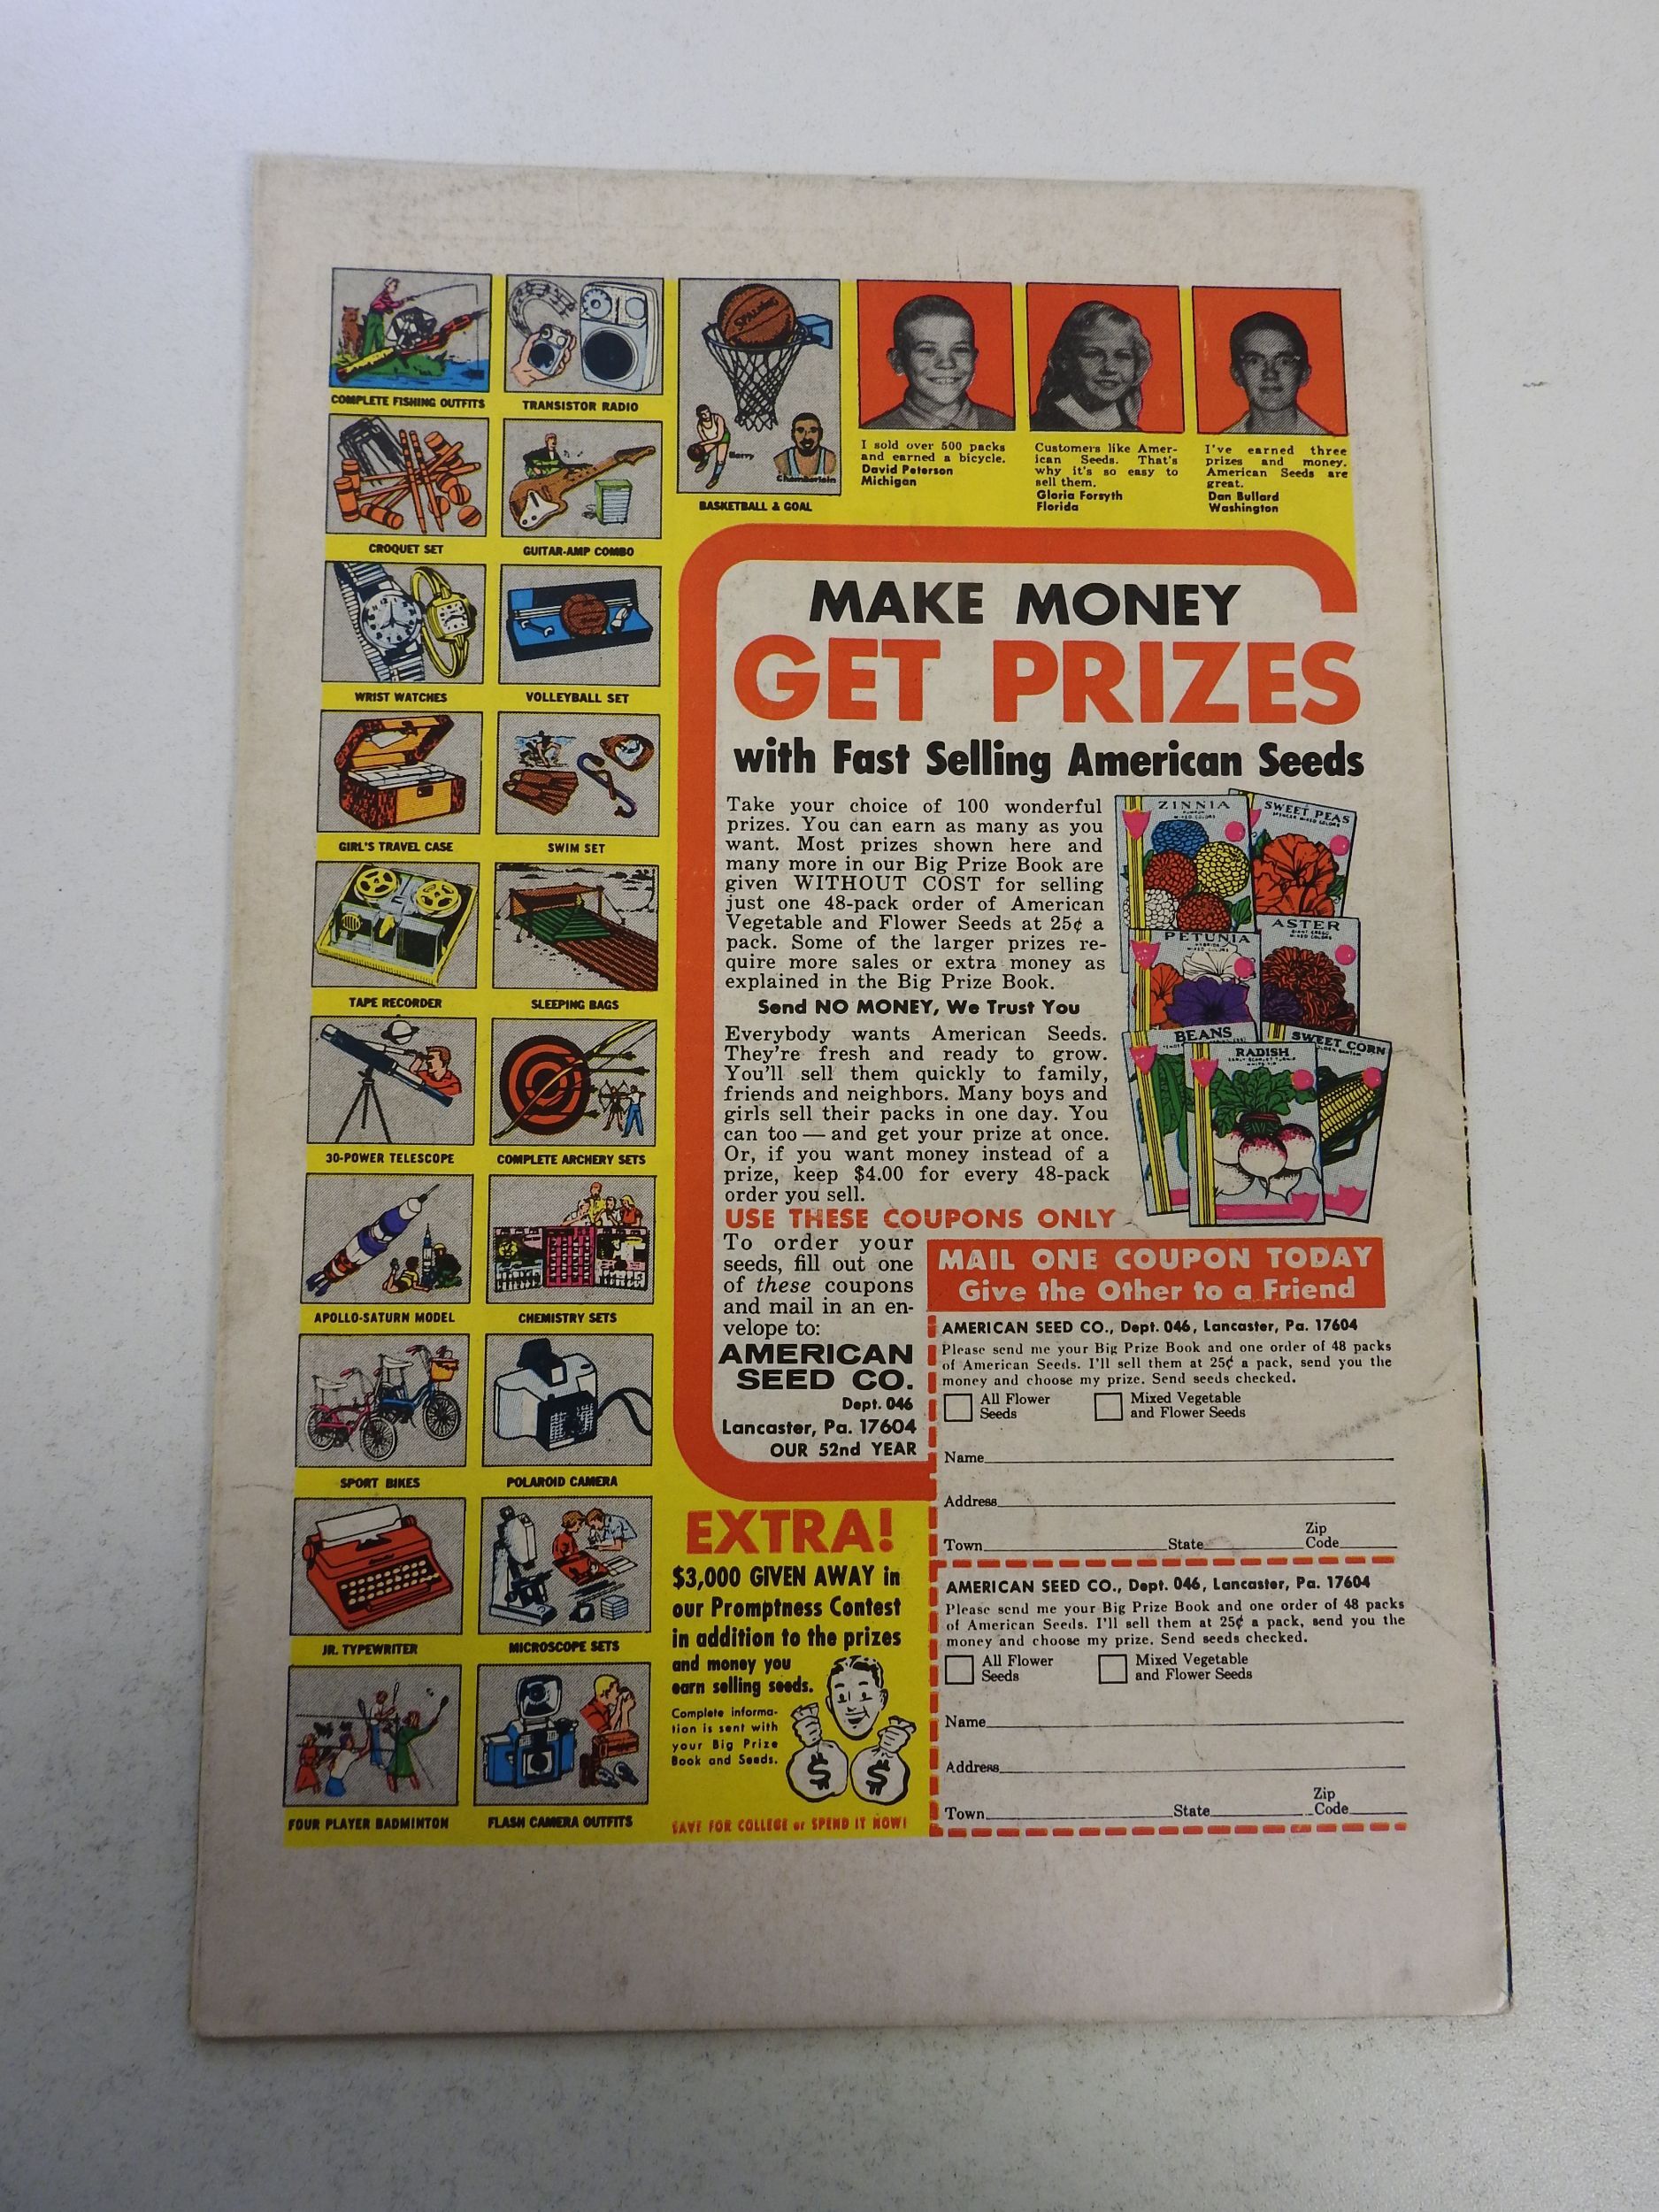 COMPLETE FISHING OUTFITS
TRANSISTOR RADIO
SPALDING
Barry
Chamberlain
BASKETBALL & GOAL
CROQUET SET
GUITAR-AMP COMBO
WRIST WATCHES
VOLLEYBALL SET
GIRL'S TRAVEL CASE
SWIM SET
TAPE RECORDER
SLEEPING BAGS
30-POWER TELESCOPE
COMPLETE ARCHERY SETS
APOLLO-SATURN MODEL
CHEMISTRY SETS
SPORT BIKES
POLAROID CAMERA
JR. TYPEWRITER
MICROSCOPE SETS
FOUR PLAYER BADMINTON
FLASH CAMERA OUTFITS
I sold over 500 packs
and earned a bicycle.
David Peterson
Michigan
Customers like Amer-
ican Seeds. That's
why it's so easy to
sell them.
Gloria Forsyth
Florida
I've earned three
prizes and money.
American Seeds are
great.
Dan Bullard
Washington
MAKE MONEY
GET PRIZES
with Fast Selling American Seeds
Take your choice of 100 wonderful
prizes. You can earn as many as you
want. Most prizes shown here and
many more in our Big Prize Book are
given WITHOUT COST for selling
just one 48-pack order of American
Vegetable and Flower Seeds at 25¢ a
pack. Some of the larger prizes re-
quire more sales or extra money as
explained in the Big Prize Book.
Send NO MONEY, We Trust You
Everybody wants American Seeds.
They're fresh and ready to grow.
You'll sell them quickly to family,
friends and neighbors. Many boys and
girls sell their packs in one day. You
can too — and get your prize at once.
Or, if you want money instead of a
prize, keep $4.00 for every 48-pack
order you sell.
ZINNIA
MIXED COLORS
SWEET PEAS
SPENCER MIXED COLORS
PETUNIA
MIXED COLORS
ASTER
MIXED COLORS
BEANS
RADISH
SWEET CORN
USE THESE COUPONS ONLY
To order your
seeds, fill out one
of these coupons
and mail in an en-
velope to:
AMERICAN
SEED CO.
Dept. 046
Lancaster, Pa. 17604
OUR 52nd YEAR
MAIL ONE COUPON TODAY
Give the Other to a Friend
AMERICAN SEED CO., Dept. 046, Lancaster, Pa. 17604
Please send me your Big Prize Book and one order of 48 packs
of American Seeds. I'll sell them at 25¢ a pack, send you the
money and choose my prize. Send seeds checked.
All Flower Seeds
Mixed Vegetable and Flower Seeds
Name
Address
Town State Zip Code
AMERICAN SEED CO., Dept. 046, Lancaster, Pa. 17604
Please send me your Big Prize Book and one order of 48 packs
of American Seeds. I'll sell them at 25¢ a pack, send you the
money and choose my prize. Send seeds checked.
All Flower Seeds
Mixed Vegetable and Flower Seeds
Name
Address
Town State Zip Code
EXTRA!
$3,000 GIVEN AWAY in
our Promptness Contest
in addition to the prizes
and money you
earn selling seeds.
Complete informa-
tion is sent with
your Big Prize
Book and Seeds.
$ $
SAVE FOR COLLEGE or SPEND IT NOW!